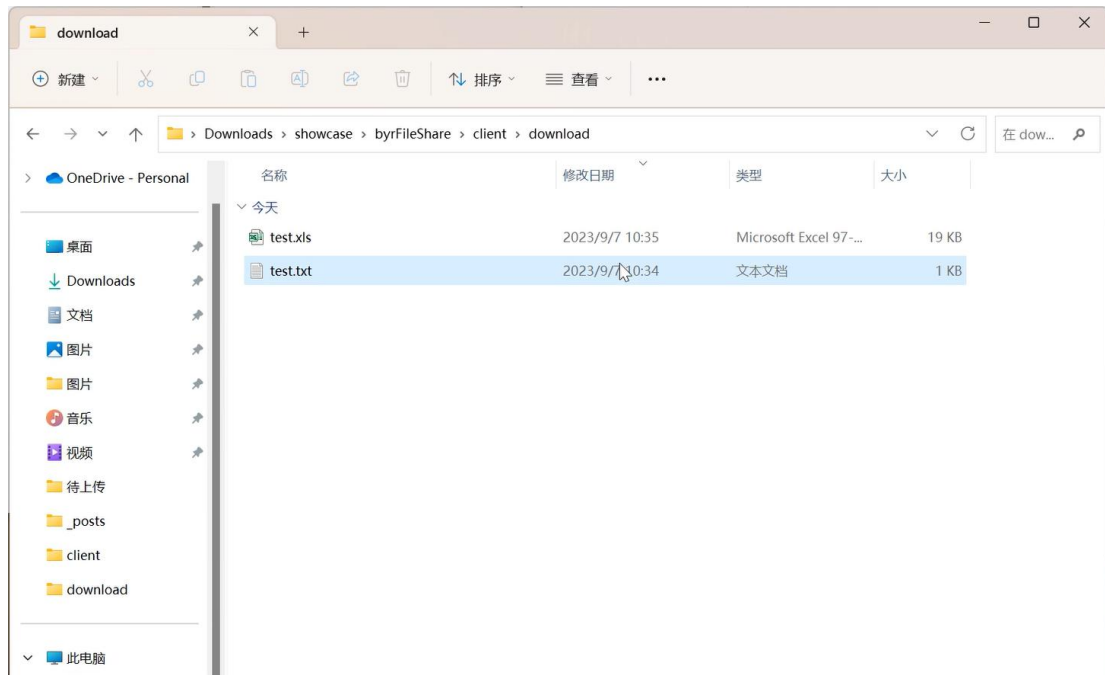 download
新建
排序
查看
Downloads > showcase > byrFileShare > client > download
在 dow...
OneDrive - Personal
桌面
Downloads
文档
图片
图片
音乐
视频
待上传
_posts
client
download
此电脑
名称 修改日期 类型 大小
今天
test.xls 2023/9/7 10:35 Microsoft Excel 97-... 19 KB
test.txt 2023/9/7 10:34 文本文档 1 KB